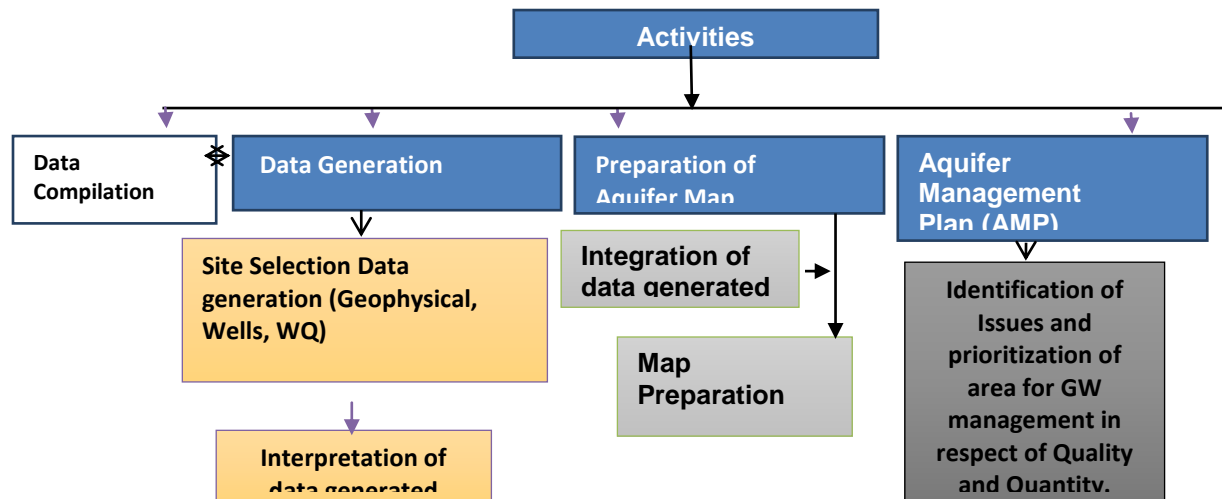 Activities
Data
Compilation
Data Generation
Preparation of
Aquifer Map
Aquifer
Management
Plan (AMP)
Site Selection Data
generation (Geophysical,
Wells, WQ)
Integration of
data generated
Map
Preparation
Identification of
Issues and
prioritization of
area for GW
management in
respect of Quality
and Quantity.
Interpretation of
data generated